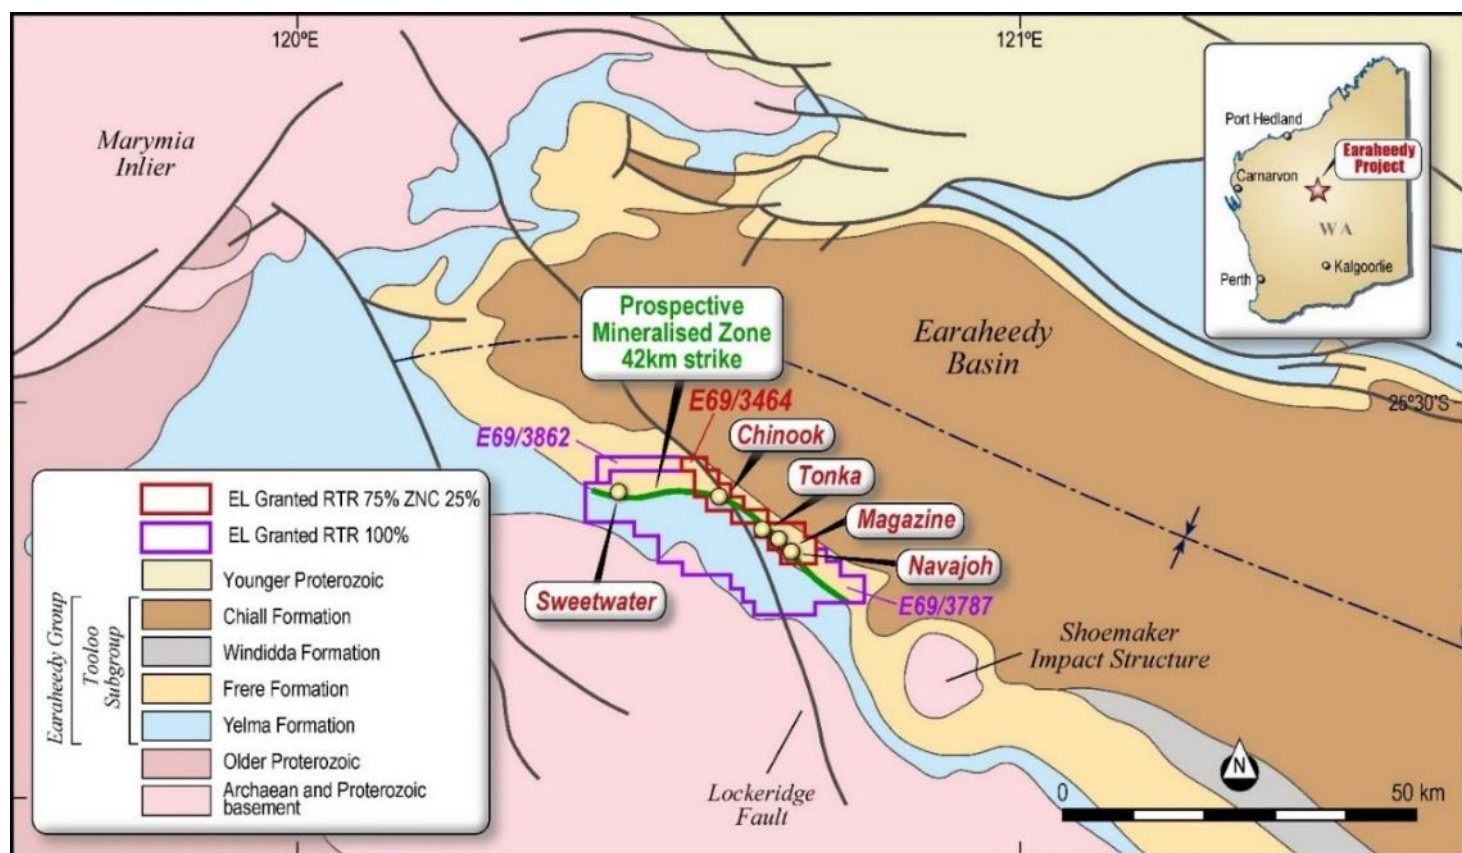 120ºE
121ºE
Marymia
Inlier
Port Hedland
Earaheedy
Project
Carnarvon
WA
Kalgoorlie
Perth
Prospective
Mineralised Zone
42km strike
Earaheedy
Basin
25º30'S
E69/3464
E69/3862
Chinook
Tonka
Magazine
Navajoh
Sweetwater
E69/3787
Shoemaker
Impact Structure
Lockeridge
Fault
EL Granted RTR 75% ZNC 25%
EL Granted RTR 100%
Younger Proterozoic
Earaheedy Group
Tooloo
Subgroup
Chiall Formation
Windidda Formation
Frere Formation
Yelma Formation
Older Proterozoic
Archaean and Proterozoic
basement
N
0
50 km